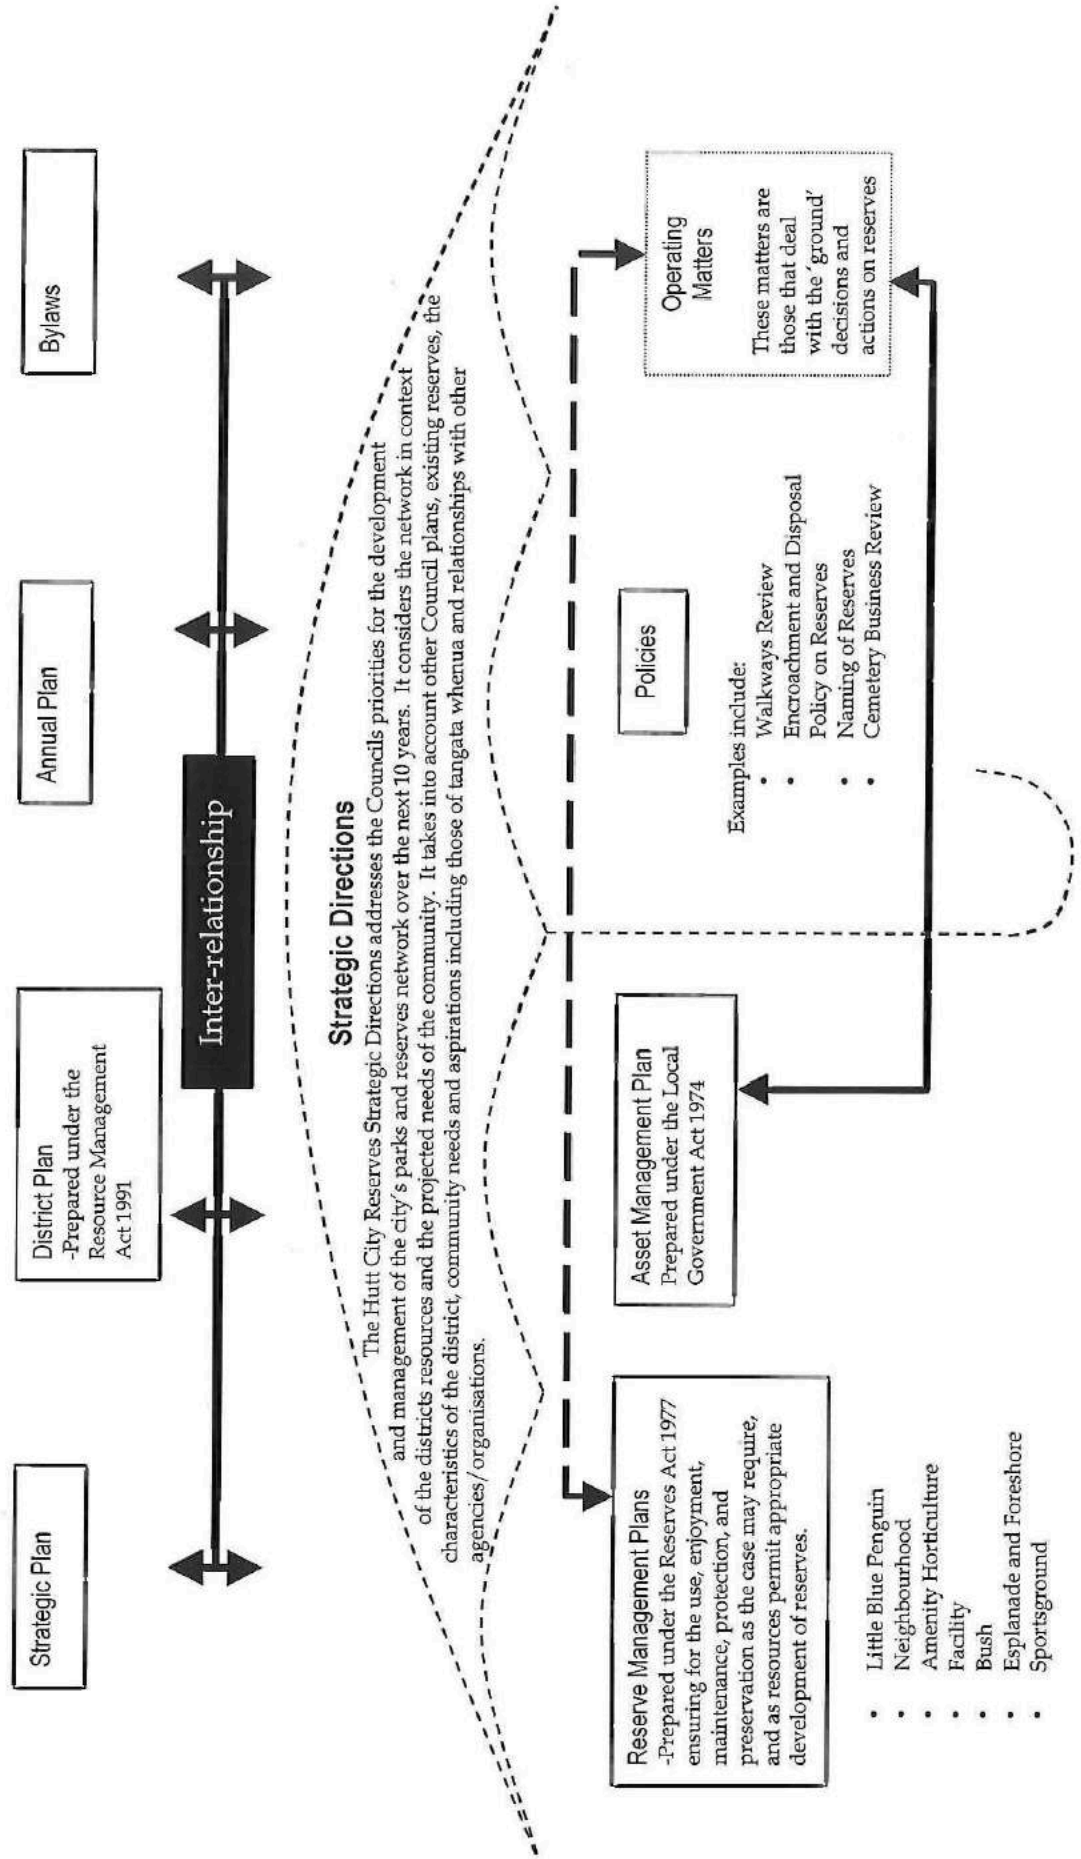 Strategic Plan
District Plan
-Prepared under the
Resource Management
Act 1991
Annual Plan
Bylaws
Inter-relationship
Strategic Directions
The Hutt City Reserves Strategic Directions addresses the Councils priorities for the development
and management of the city's parks and reserves network over the next 10 years. It considers the network in context
of the districts resources and the projected needs of the community. It takes into account other Council plans, existing reserves, the
characteristics of the district, community needs and aspirations including those of tangata whenua and relationships with other
agencies/organisations.
Reserve Management Plans
-Prepared under the Reserves Act 1977
ensuring for the use, enjoyment,
maintenance, protection, and
preservation as the case may require,
and as resources permit appropriate
development of reserves.
• Little Blue Penguin
• Neighbourhood
• Amenity Horticulture
• Facility
• Bush
• Esplanade and Foreshore
• Sportsground
Asset Management Plan
Prepared under the Local
Government Act 1974
Policies
Examples include:
• Walkways Review
• Encroachment and Disposal
Policy on Reserves
• Naming of Reserves
• Cemetery Business Review
Operating
Matters
These matters are
those that deal
with the 'ground'
decisions and
actions on reserves